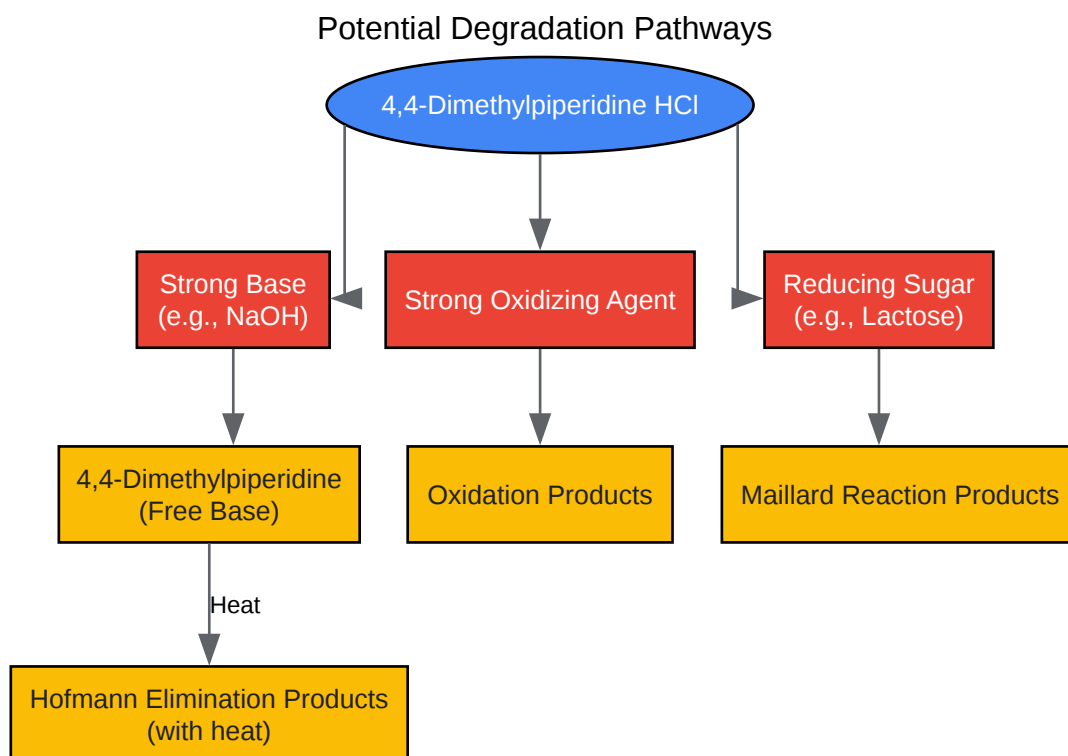 Potential Degradation Pathways
4,4-Dimethylpiperidine HCl
Strong Base
(e.g., NaOH)
Strong Oxidizing Agent
Reducing Sugar
(e.g., Lactose)
4,4-Dimethylpiperidine
(Free Base)
Oxidation Products
Maillard Reaction Products
Heat
Hofmann Elimination Products
(with heat)